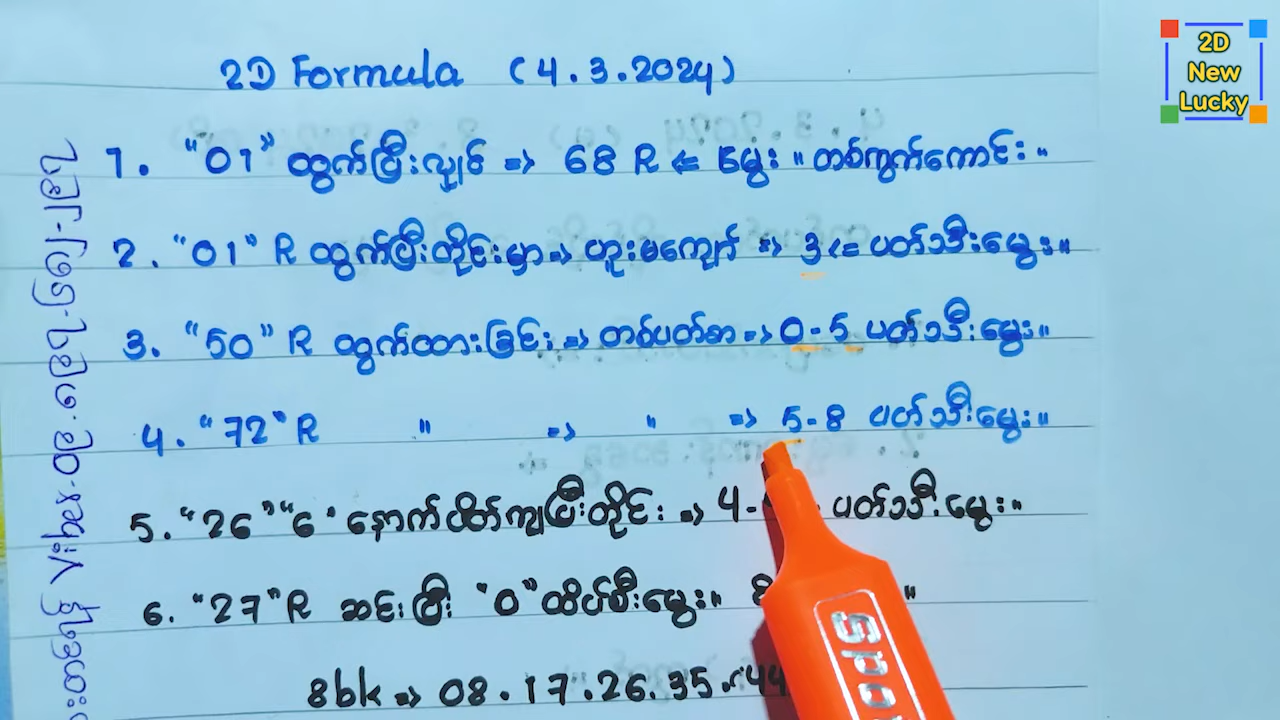 2D Formula (4.3.2024)
2D
New
Lucky
1. "01" ထွက်ပြီးလျှင် => 68 R <= မွေး။ တစ်ကွက်ကောင်း "
2. "01" R ထွက်ပြီးတိုင်းမှာ => ဟူးမကျော် => 3 <= ပတ်သီးမွေး။
3. "50" R ထွက်ထားခြင်း => တစ်ပတ်စာ => 0-5 ပတ်သီးမွေး။
4. "72" R " => " => 5-8 ပတ်သီးမွေး။
5. "26" "6" နောက်ပိတ်ကျပြီးတိုင်း => 4- ပတ်သီးမွေး။
6. "27" R ဆင်းပြီး "0" ထိပ်စီးမွေး။ "
8bk => 08.17.26.35.44
Spo